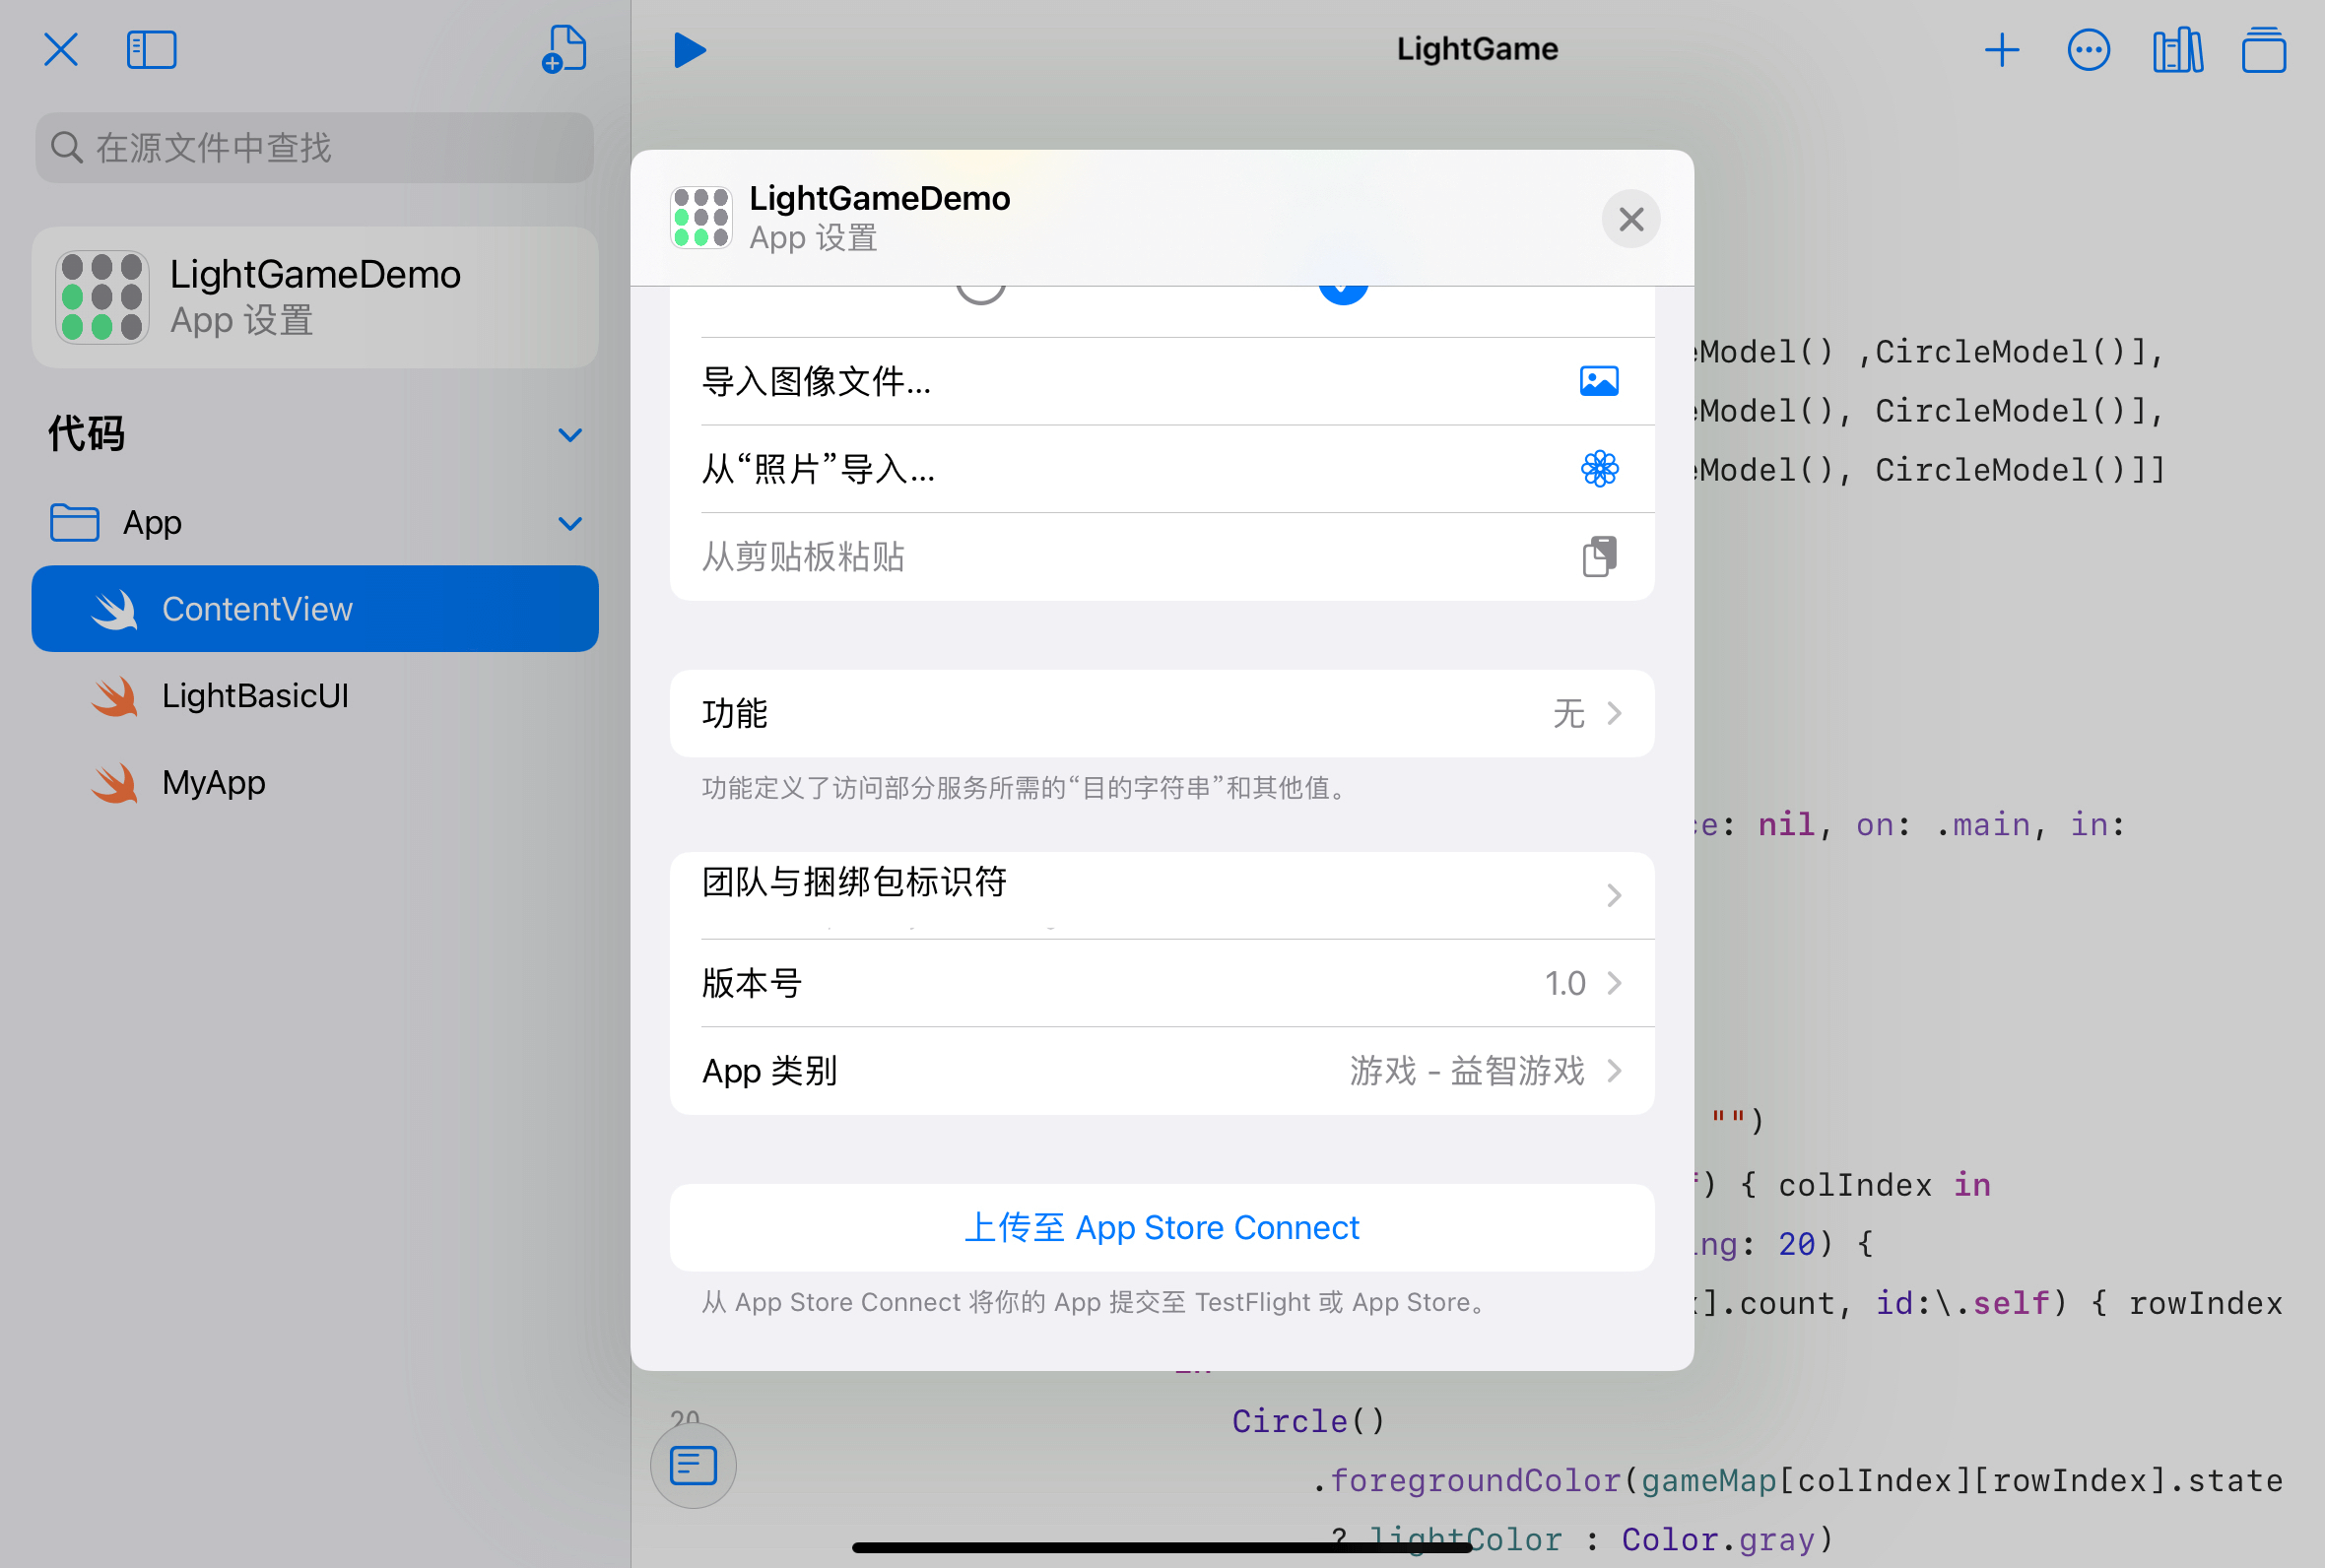 LightGame
在源文件中查找
LightGameDemo
App 设置
代码
App
ContentView
LightBasicUI
MyApp
LightGameDemo
App 设置
导入图像文件...
从“照片”导入...
从剪贴板粘贴
功能
无
功能定义了访问部分服务所需的“目的字符串”和其他值。
团队与捆绑包标识符
版本号
1.0
App 类别
游戏 - 益智游戏
上传至 App Store Connect
从 App Store Connect 将你的 App 提交至 TestFlight 或 App Store。
eModel() ,CircleModel()],
eModel(), CircleModel()],
eModel(), CircleModel()]]
ce: nil, on: .main, in:
"")
) { colIndex in
ing: 20) {
].count, id:\.self) { rowIndex
in
20
Circle()
.foregroundColor(gameMap[colIndex][rowIndex].state
? lightColor : Color.gray)